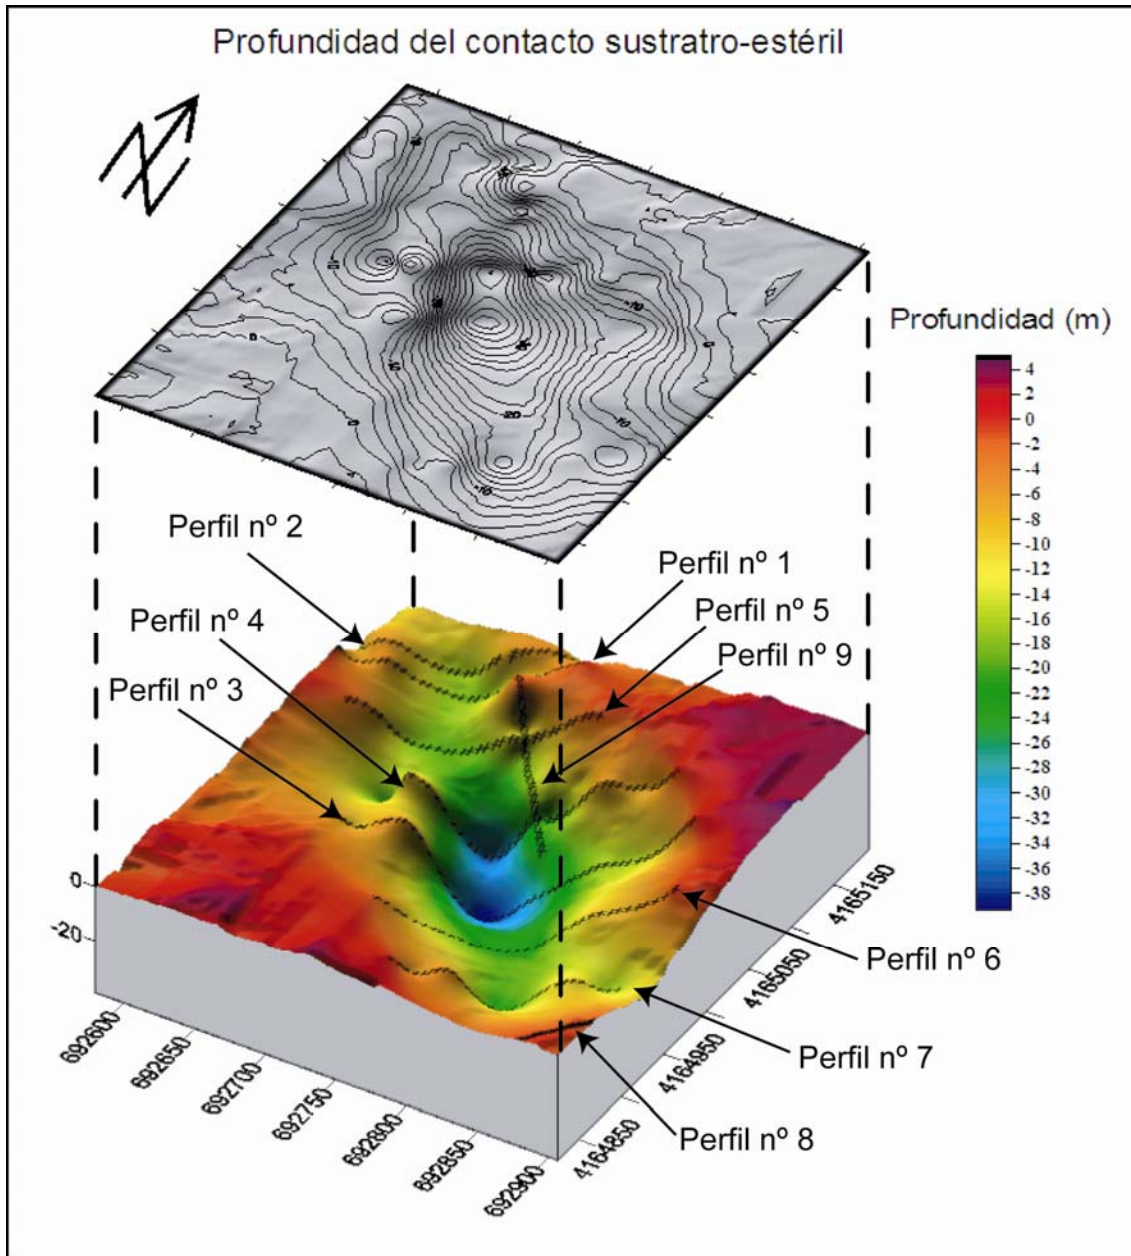 Profundidad del contacto sustratro-estéril
N
Profundidad (m)
4
2
0
-2
-4
-6
-8
-10
-12
-14
-16
-18
-20
-22
-24
-26
-28
-30
-32
-34
-36
-38
Perfil nº 2
Perfil nº 1
Perfil nº 4
Perfil nº 5
Perfil nº 9
Perfil nº 3
0
-20
Perfil nº 6
Perfil nº 7
Perfil nº 8
692600
692650
692700
692750
692800
692850
692900
4164850
4164950
4165050
4165150